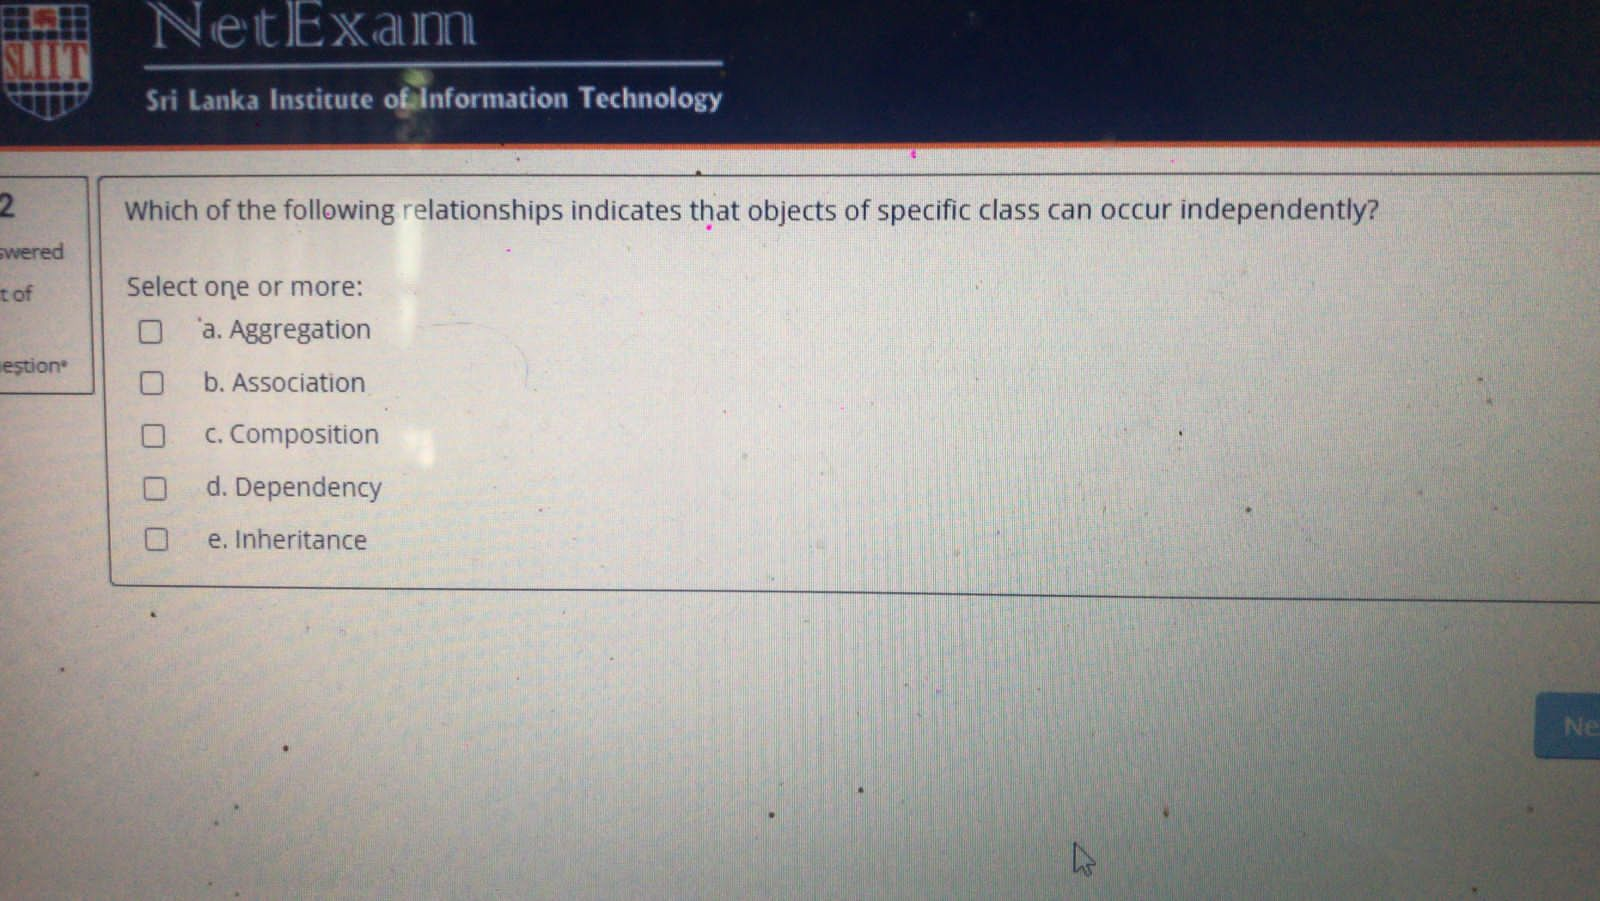 SLIIT
NetExam
Sri Lanka Institute of Information Technology
2
swered
t of
estion
Which of the following relationships indicates that objects of specific class can occur independently?
Select one or more:
a. Aggregation
b. Association
c. Composition
d. Dependency
e. Inheritance
Ne